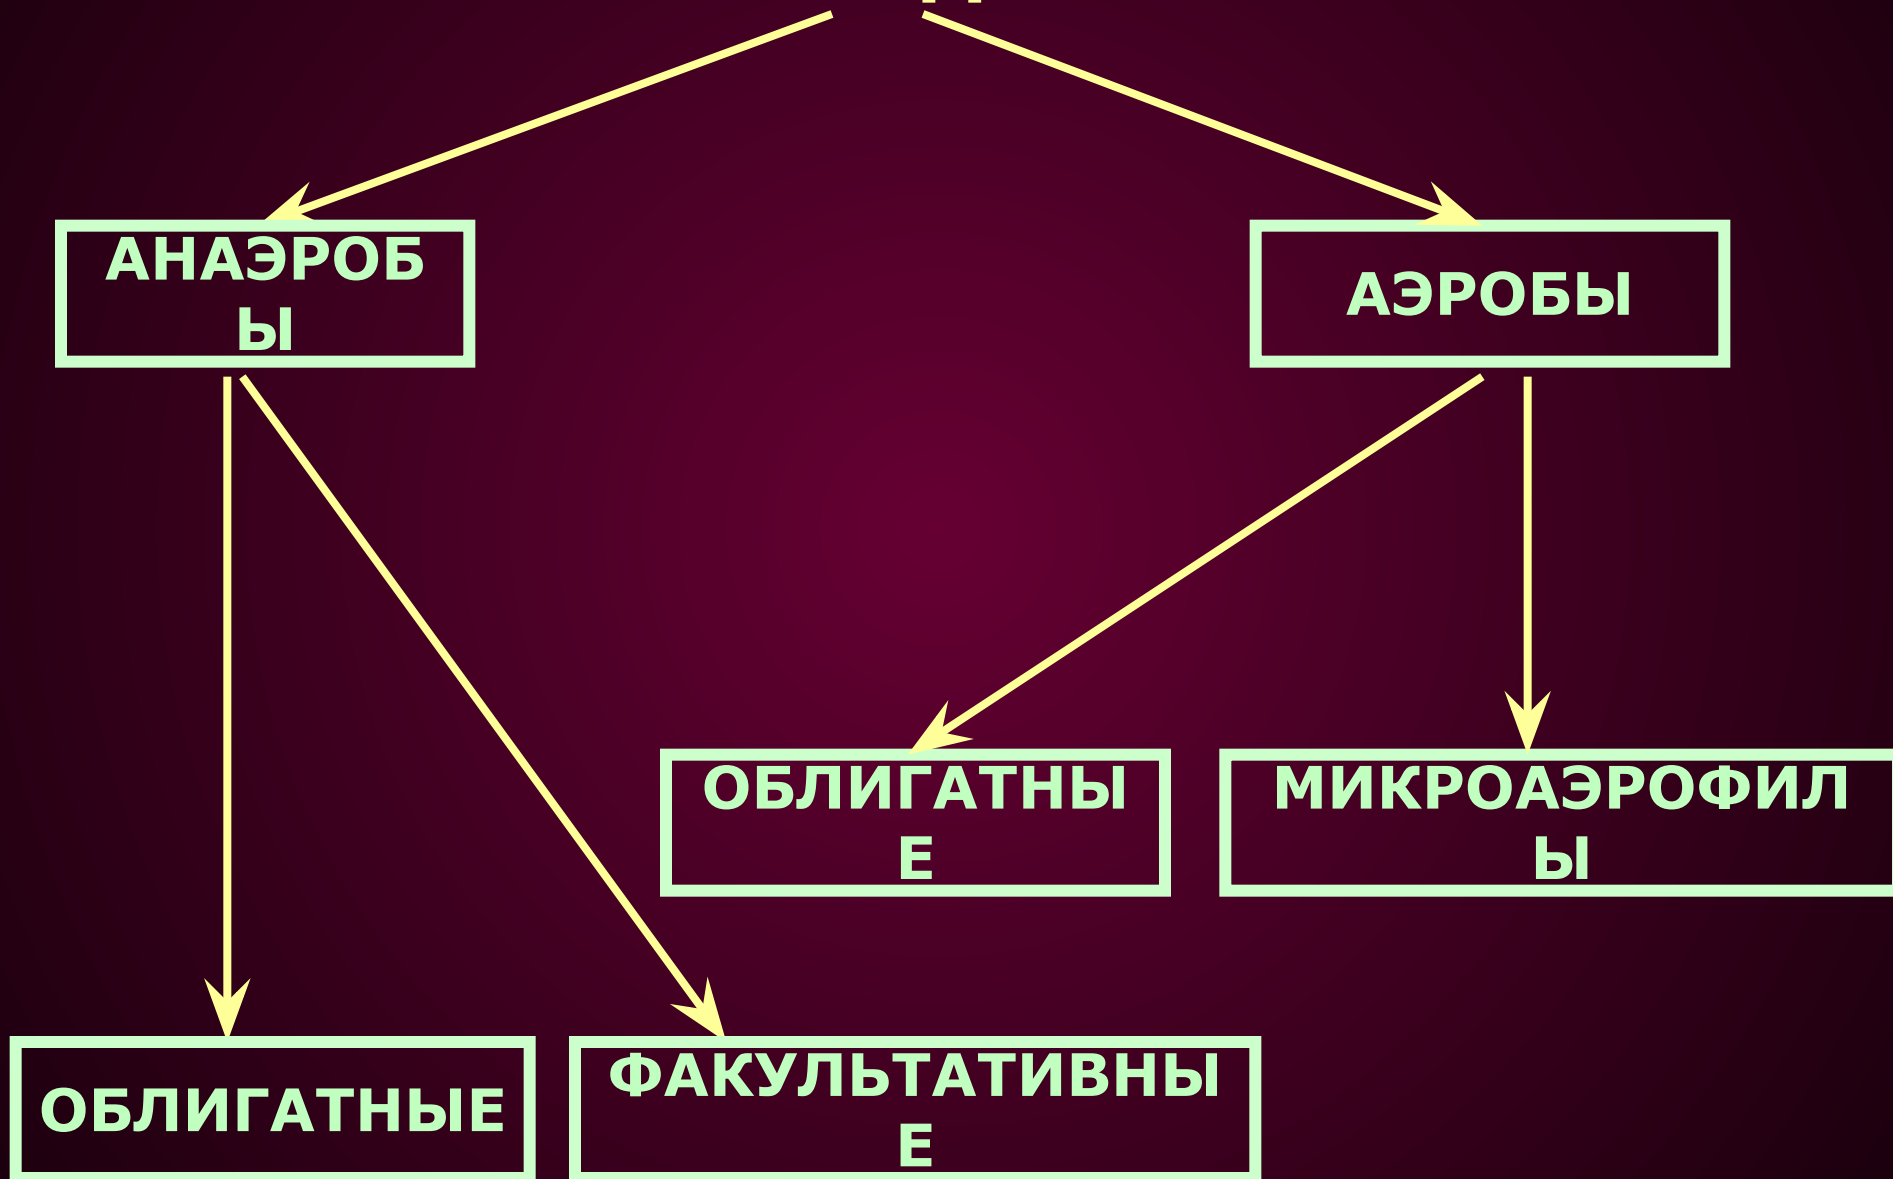 АНАЭРОБ
Ы
АЭРОБЫ
ОБЛИГАТНЫ
Е
МИКРОАЭРОФИЛ
Ы
ОБЛИГАТНЫЕ
ФАКУЛЬТАТИВНЫ
Е